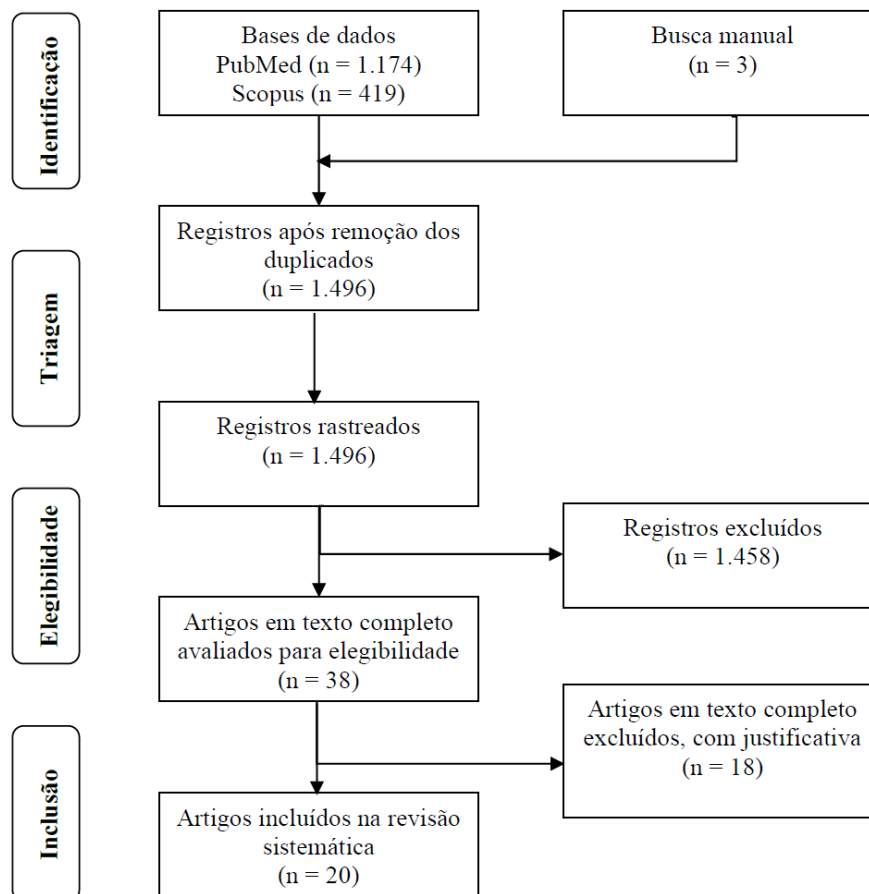 Identificação
Bases de dados
PubMed (n = 1.174)
Scopus (n = 419)
Busca manual
(n = 3)
Registros após remoção dos
duplicados
(n = 1.496)
Triagem
Registros rastreados
(n = 1.496)
Elegibilidade
Registros excluídos
(n = 1.458)
Artigos em texto completo
avaliados para elegibilidade
(n = 38)
Artigos em texto completo
excluídos, com justificativa
(n = 18)
Inclusão
Artigos incluídos na revisão
sistemática
(n = 20)